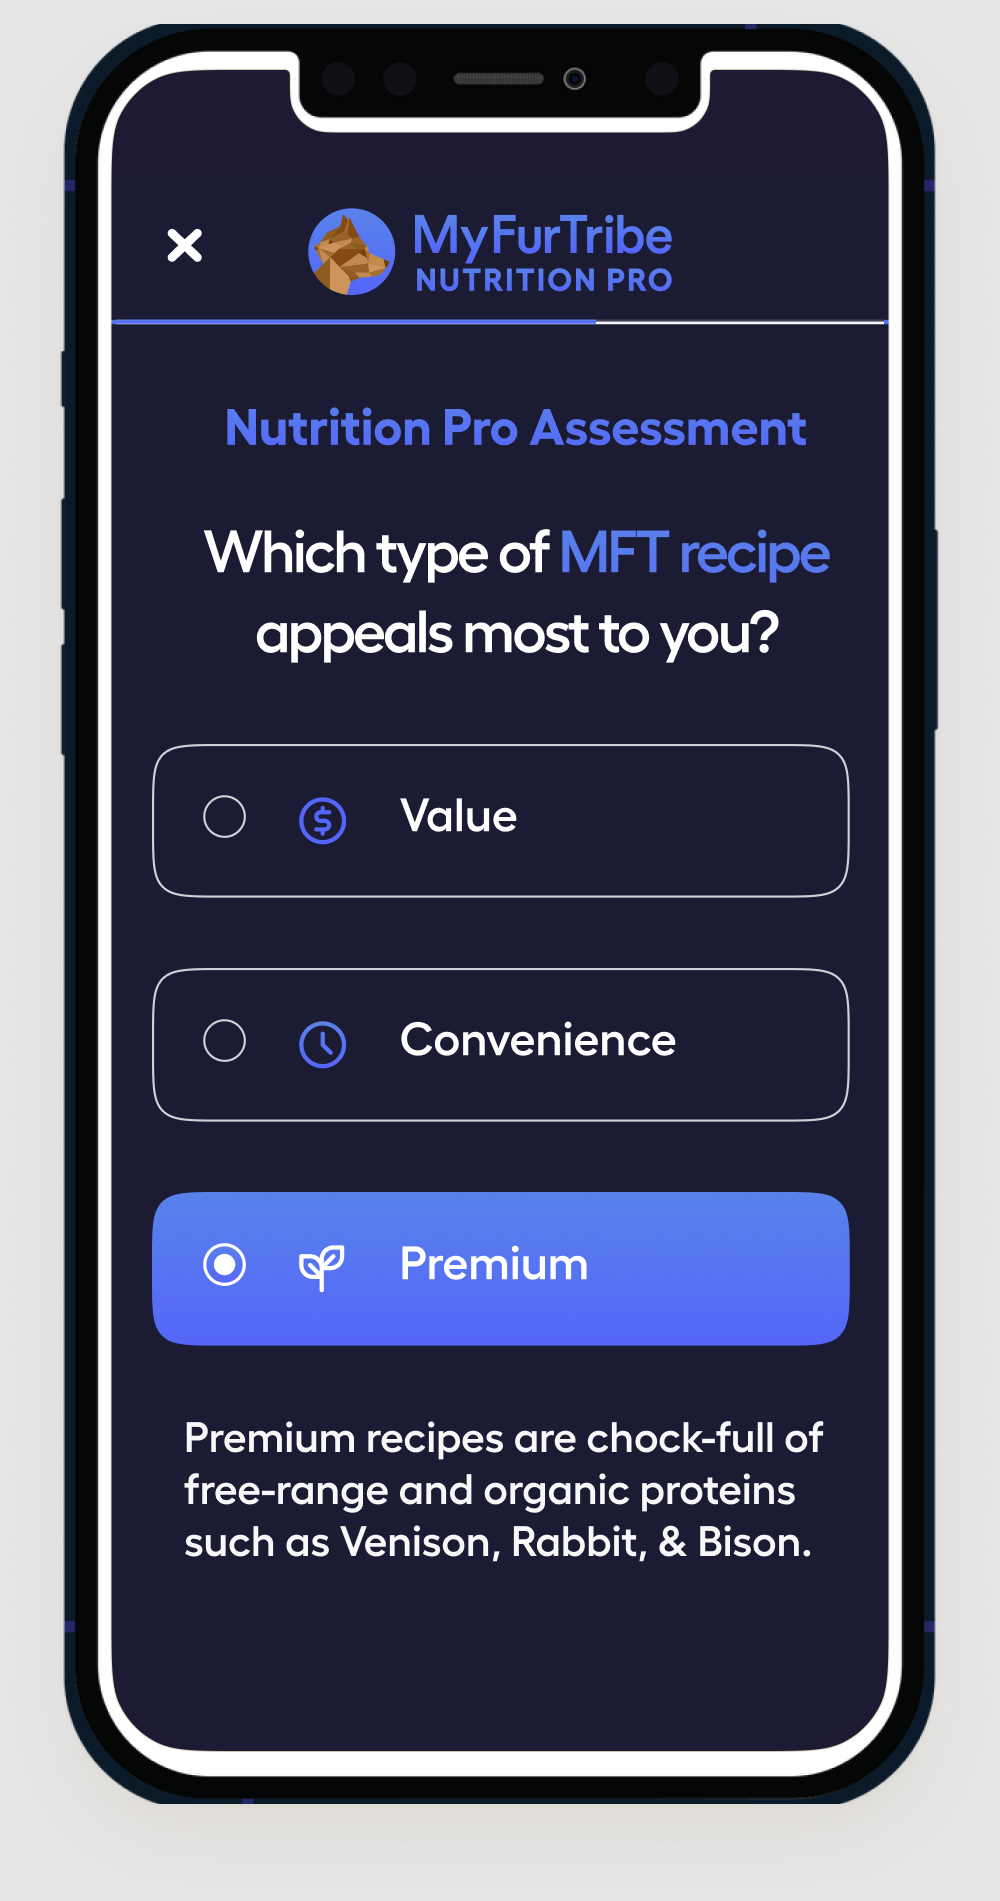 MyFurTribe
NUTRITION PRO
Nutrition Pro Assessment
Which type of MFT recipe
appeals most to you?
Value
Convenience
Premium
Premium recipes are chock-full of
free-range and organic proteins
such as Venison, Rabbit, & Bison.